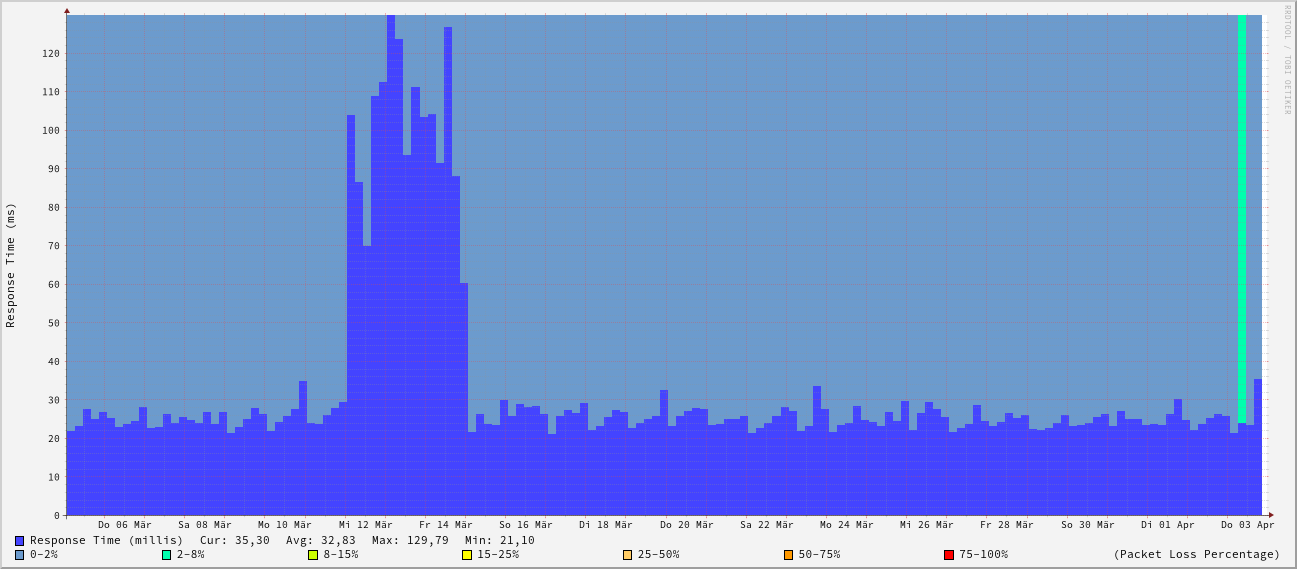 RRDTOOL / TOBI OETIKER
Response Time (ms)
120
110
100
90
80
70
60
50
40
30
20
10
0
Do 06 Mär Sa 08 Mär Mo 10 Mär Mi 12 Mär Fr 14 Mär So 16 Mär Di 18 Mär Do 20 Mär Sa 22 Mär Mo 24 Mär Mi 26 Mär Fr 28 Mär So 30 Mär Di 01 Apr Do 03 Apr
Response Time (millis) Cur: 35,30 Avg: 32,83 Max: 129,79 Min: 21,10
0-2% 2-8% 8-15% 15-25% 25-50% 50-75% 75-100% (Packet Loss Percentage)